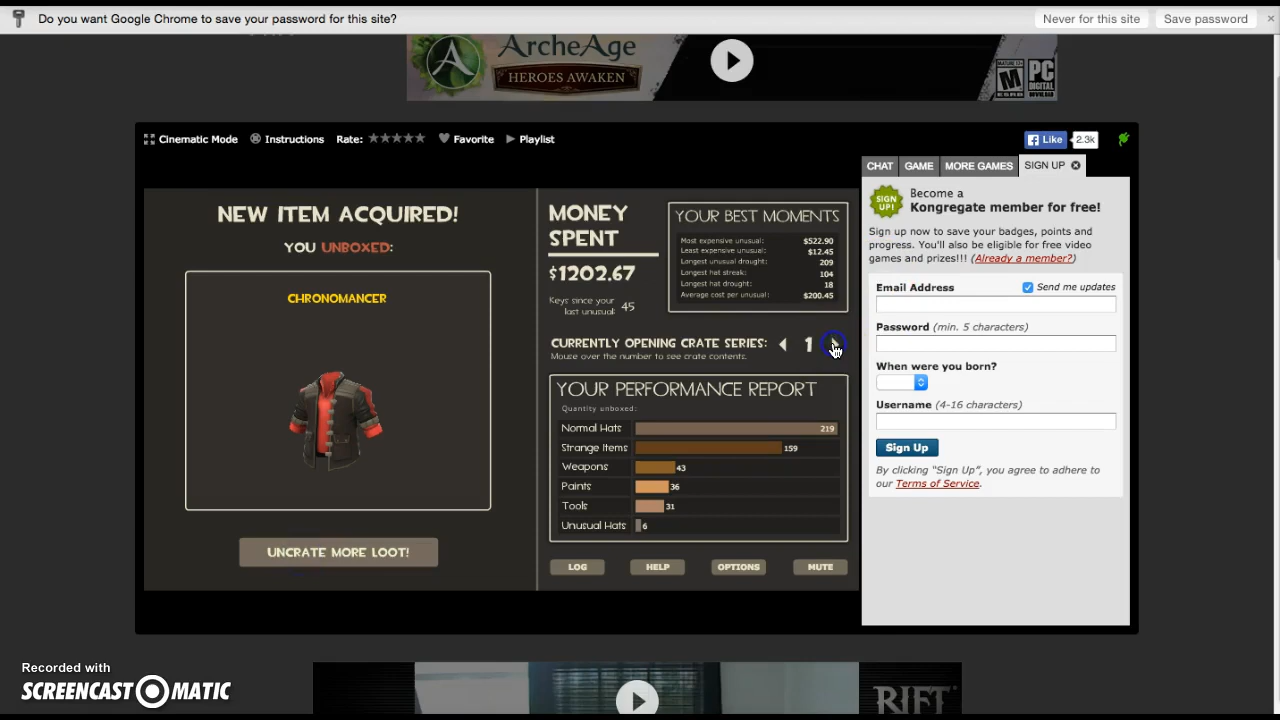 Do you want Google Chrome to save your password for this site?
Never for this site
Save password
ArcheAge
HEROES AWAKEN
MATURE 17+
M
ESRB
PC
DIGITAL
DOWNLOAD
Cinematic Mode
Instructions
Rate:
Favorite
Playlist
Like
2.3k
CHAT
GAME
MORE GAMES
SIGN UP
NEW ITEM ACQUIRED!
YOU UNBOXED:
CHRONOMANCER
UNCRATE MORE LOOT!
MONEY
SPENT
$1202.67
Keys since your
last unusual: 45
YOUR BEST MOMENTS
Most expensive unusual: $522.90
Least expensive unusual: $12.45
Longest unusual drought: 209
Longest hat streak: 104
Longest hat drought: 18
Average cost per unusual: $200.45
CURRENTLY OPENING CRATE SERIES: 1
Mouse over the number to see crate contents.
YOUR PERFORMANCE REPORT
Quantity unboxed:
Normal Hats 219
Strange Items 159
Weapons 43
Paints 36
Tools 31
Unusual Hats 6
LOG
HELP
OPTIONS
MUTE
SIGN
UP!
Become a
Kongregate member for free!
Sign up now to save your badges, points and
progress. You'll also be eligible for free video
games and prizes!!! (Already a member?)
Email Address
Send me updates
Password (min. 5 characters)
When were you born?
Username (4-16 characters)
Sign Up
By clicking "Sign Up", you agree to adhere to
our Terms of Service.
Recorded with
SCREENCAST MATIC
RIFT